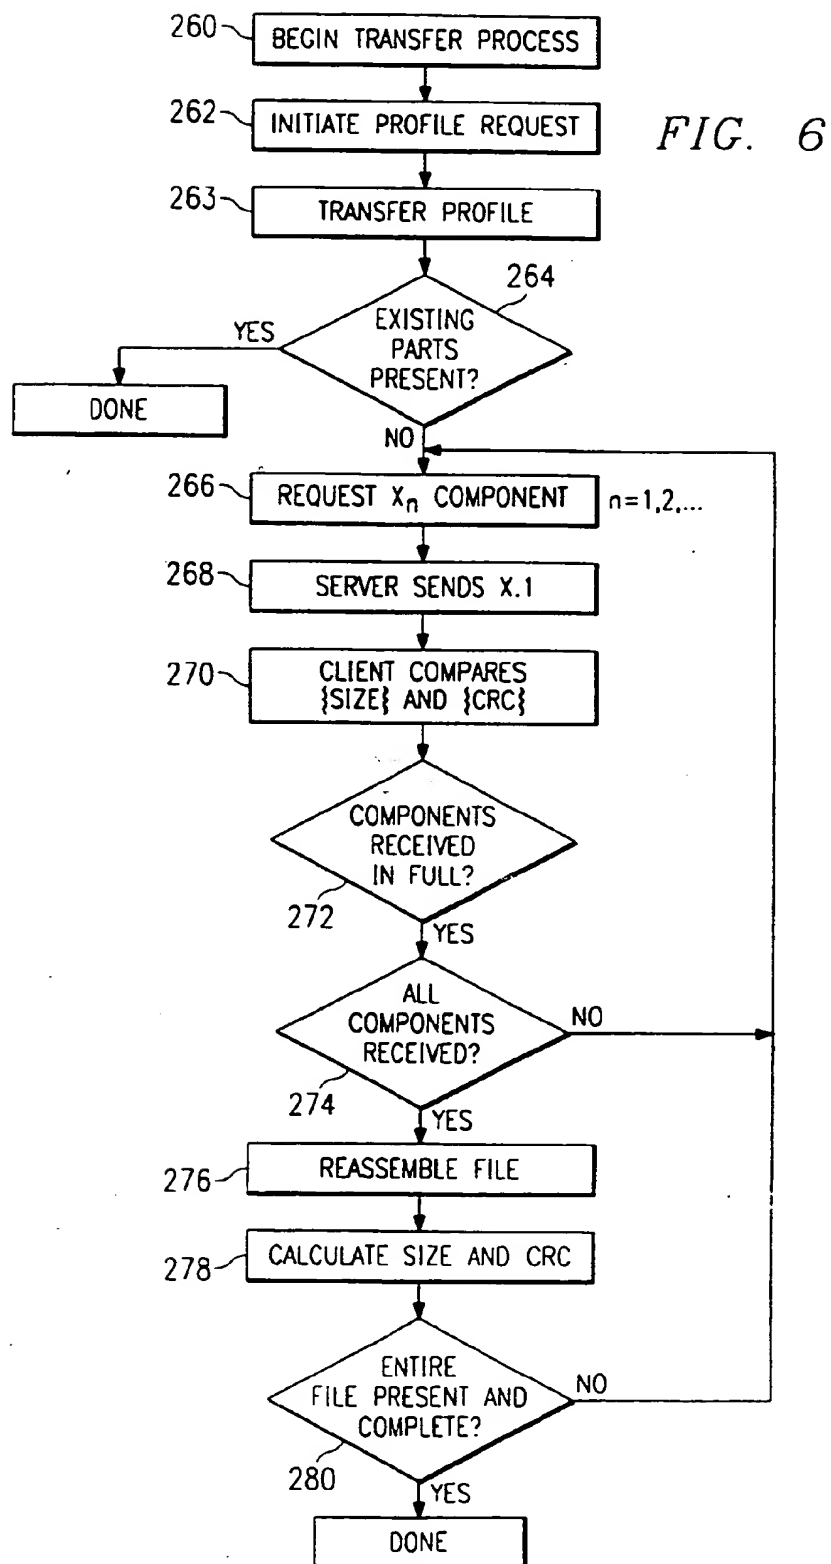 260
BEGIN TRANSFER PROCESS
262
INITIATE PROFILE REQUEST
FIG. 6
263
TRANSFER PROFILE
264
EXISTING
PARTS
PRESENT?
YES
DONE
NO
266
REQUEST Xn COMPONENT
n=1,2,...
268
SERVER SENDS X.1
270
CLIENT COMPARES
{SIZE} AND {CRC}
COMPONENTS
RECEIVED
IN FULL?
272
YES
ALL
COMPONENTS
RECEIVED?
NO
274
YES
276
REASSEMBLE FILE
278
CALCULATE SIZE AND CRC
ENTIRE
FILE PRESENT AND
COMPLETE?
NO
280
YES
DONE